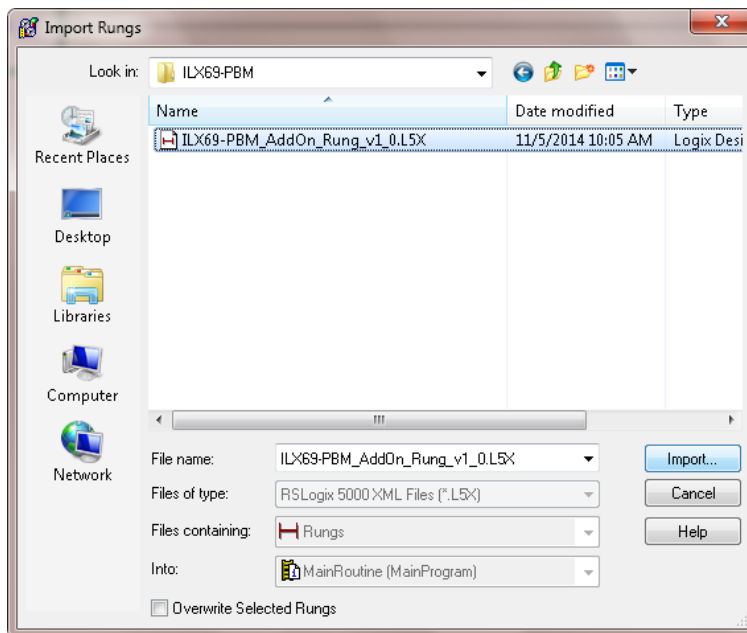 Import Rungs
Look in: ILX69-PBM
Name Date modified Type
ILX69-PBM_AddOn_Rung_v1_0.L5X 11/5/2014 10:05 AM Logix Desi
Recent Places
Desktop
Libraries
Computer
Network
File name: ILX69-PBM_AddOn_Rung_v1_0.L5X Import...
Files of type: RSLogix 5000 XML Files (*.L5X) Cancel
Files containing: Rungs Help
Into: MainRoutine (MainProgram)
Overwrite Selected Rungs